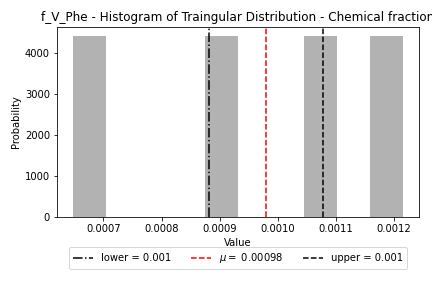 f_V_Phe - Histogram of Traingular Distribution - Chemical fraction
4000
3000
2000
1000
0
Probability
0.0007 0.0008 0.0009 0.0010 0.0011 0.0012
Value
lower = 0.001 μ = 0.00098 upper = 0.001